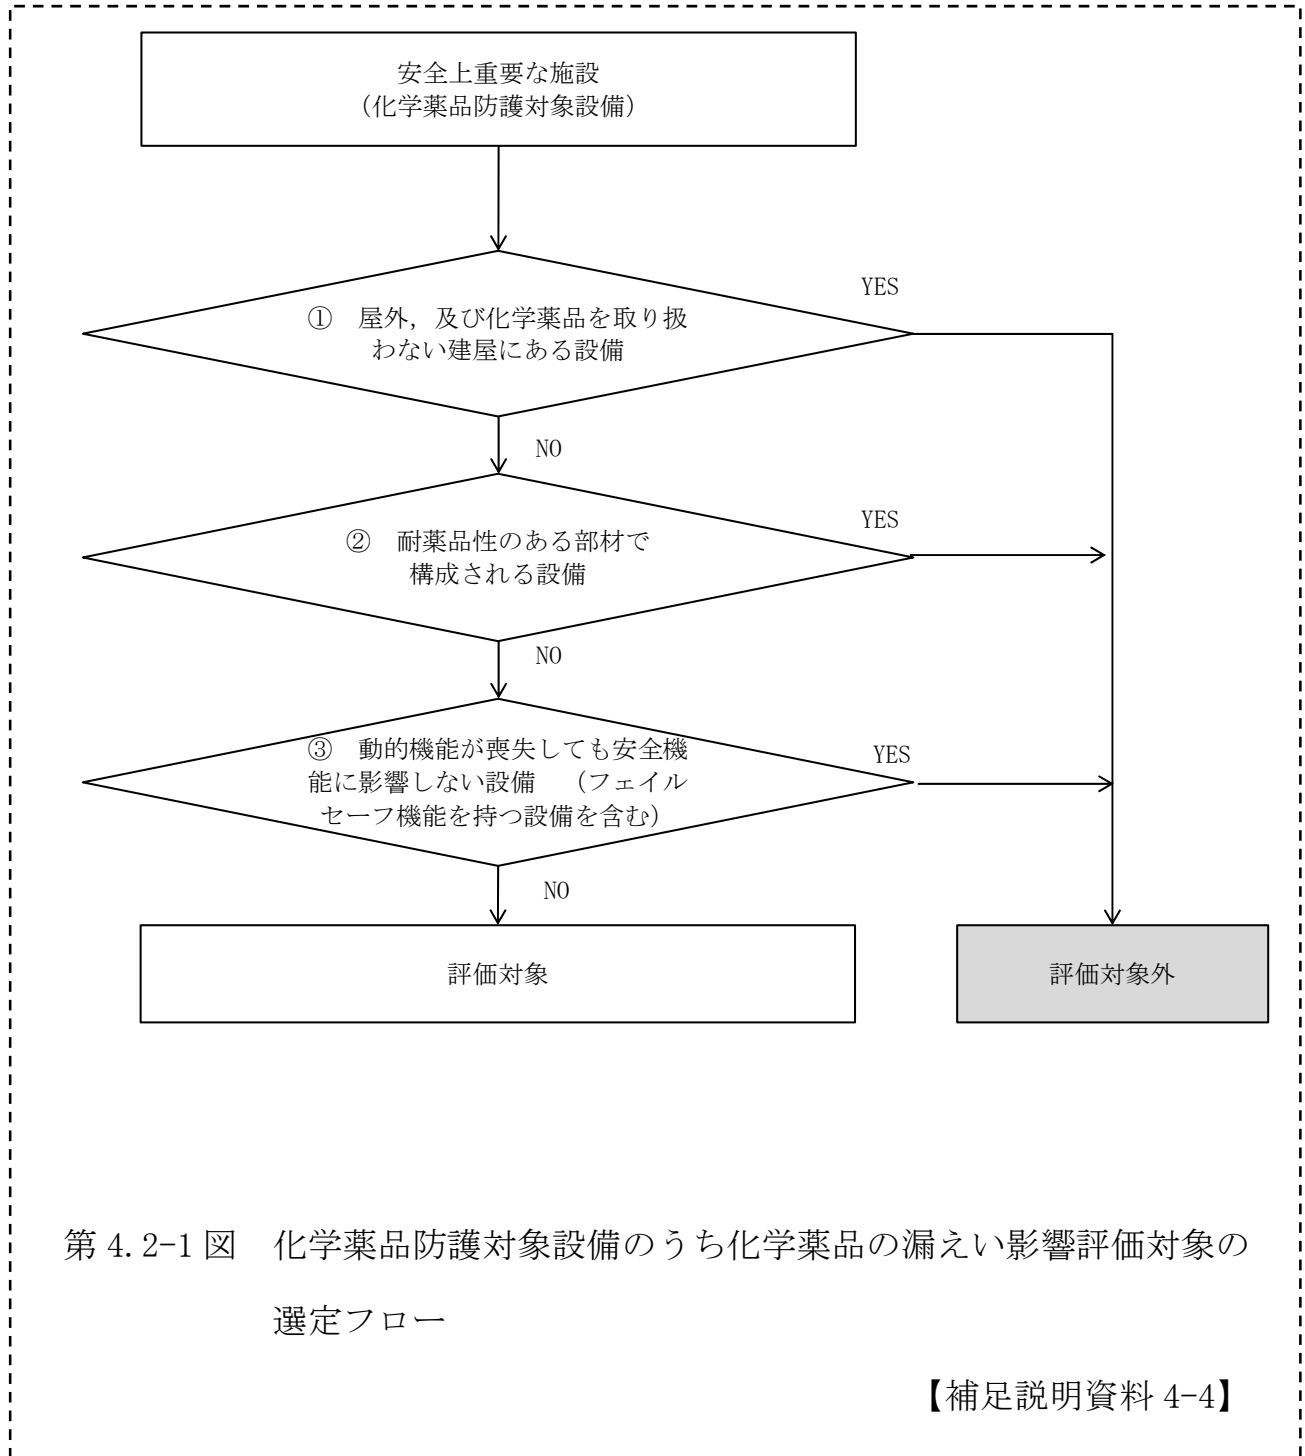 安全上重要な施設
（化学薬品防護対象設備）
YES
①　屋外，及び化学薬品を取り扱
わない建屋にある設備
NO
YES
②　耐薬品性のある部材で
構成される設備
NO
YES
③　動的機能が喪失しても安全機
能に影響しない設備　（フェイル
セーフ機能を持つ設備を含む）
NO
評価対象
評価対象外
第 4.2-1 図　化学薬品防護対象設備のうち化学薬品の漏えい影響評価対象の
選定フロー
【補足説明資料 4-4】